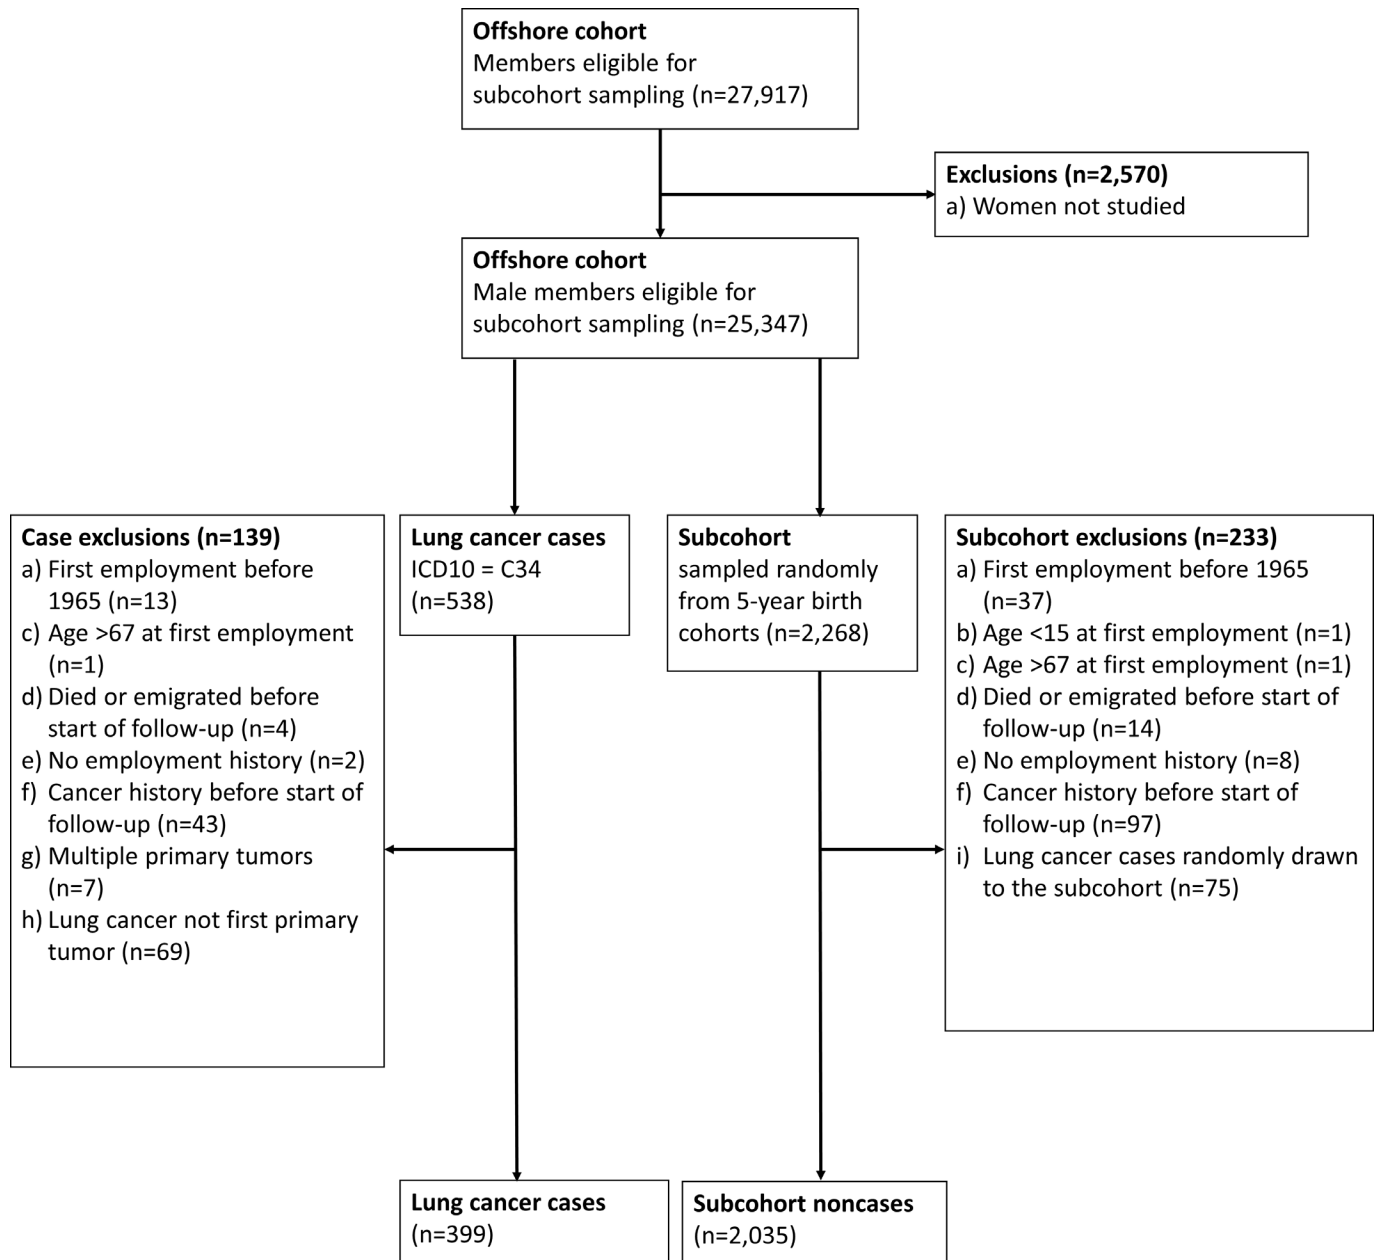 Offshore cohort
Members eligible for
subcohort sampling (n=27,917)
Exclusions (n=2,570)
a) Women not studied
Offshore cohort
Male members eligible for
subcohort sampling (n=25,347)
Case exclusions (n=139)
a) First employment before
1965 (n=13)
c) Age >67 at first employment
(n=1)
d) Died or emigrated before
start of follow-up (n=4)
e) No employment history (n=2)
f) Cancer history before start of
follow-up (n=43)
g) Multiple primary tumors
(n=7)
h) Lung cancer not first primary
tumor (n=69)
Lung cancer cases
ICD10 = C34
(n=538)
Subcohort
sampled randomly
from 5-year birth
cohorts (n=2,268)
Subcohort exclusions (n=233)
a) First employment before 1965
(n=37)
b) Age <15 at first employment (n=1)
c) Age >67 at first employment (n=1)
d) Died or emigrated before start of
follow-up (n=14)
e) No employment history (n=8)
f) Cancer history before start of
follow-up (n=97)
i) Lung cancer cases randomly drawn
to the subcohort (n=75)
Lung cancer cases
(n=399)
Subcohort noncases
(n=2,035)